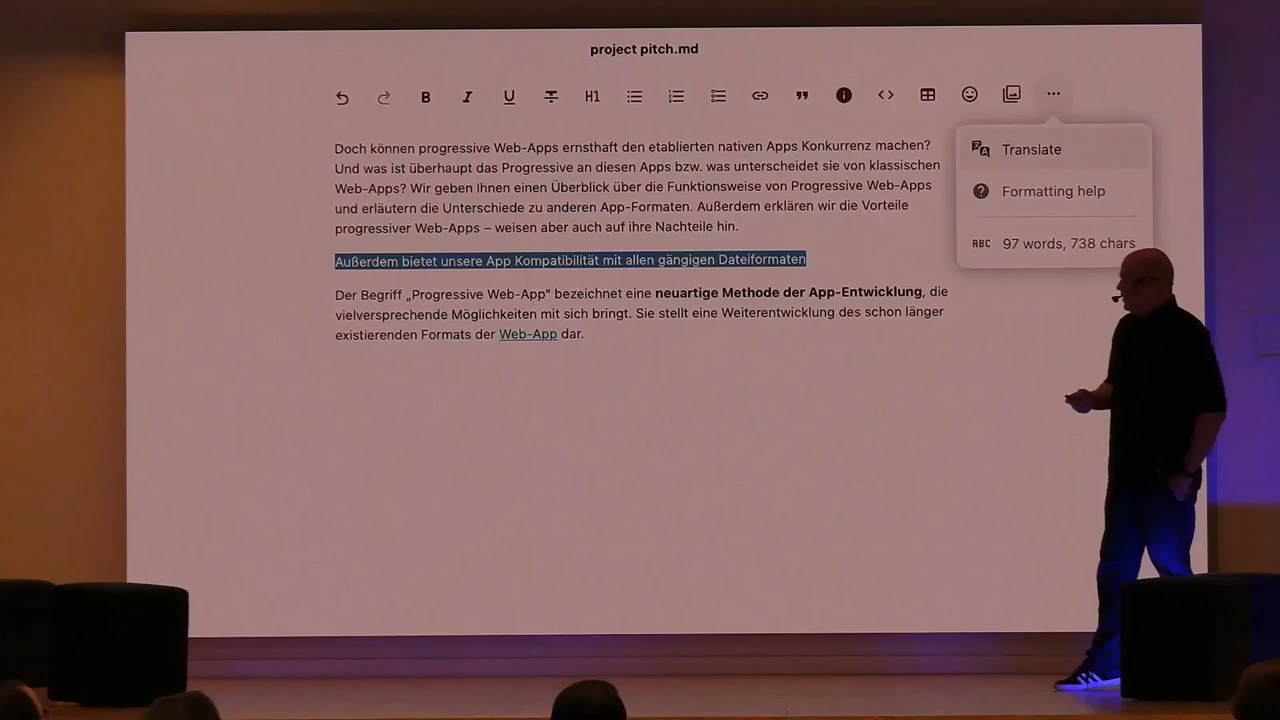 project pitch.md
B I U S H1
Translate
Formatting help
ABC 97 words, 738 chars
Doch können progressive Web-Apps ernsthaft den etablierten nativen Apps Konkurrenz machen?
Und was ist überhaupt das Progressive an diesen Apps bzw. was unterscheidet sie von klassischen
Web-Apps? Wir geben Ihnen einen Überblick über die Funktionsweise von Progressive Web-Apps
und erläutern die Unterschiede zu anderen App-Formaten. Außerdem erklären wir die Vorteile
progressiver Web-Apps – weisen aber auch auf ihre Nachteile hin.
Außerdem bietet unsere App Kompatibilität mit allen gängigen Dateiformaten
Der Begriff „Progressive Web-App“ bezeichnet eine neuartige Methode der App-Entwicklung, die
vielversprechende Möglichkeiten mit sich bringt. Sie stellt eine Weiterentwicklung des schon länger
existierenden Formats der Web-App dar.